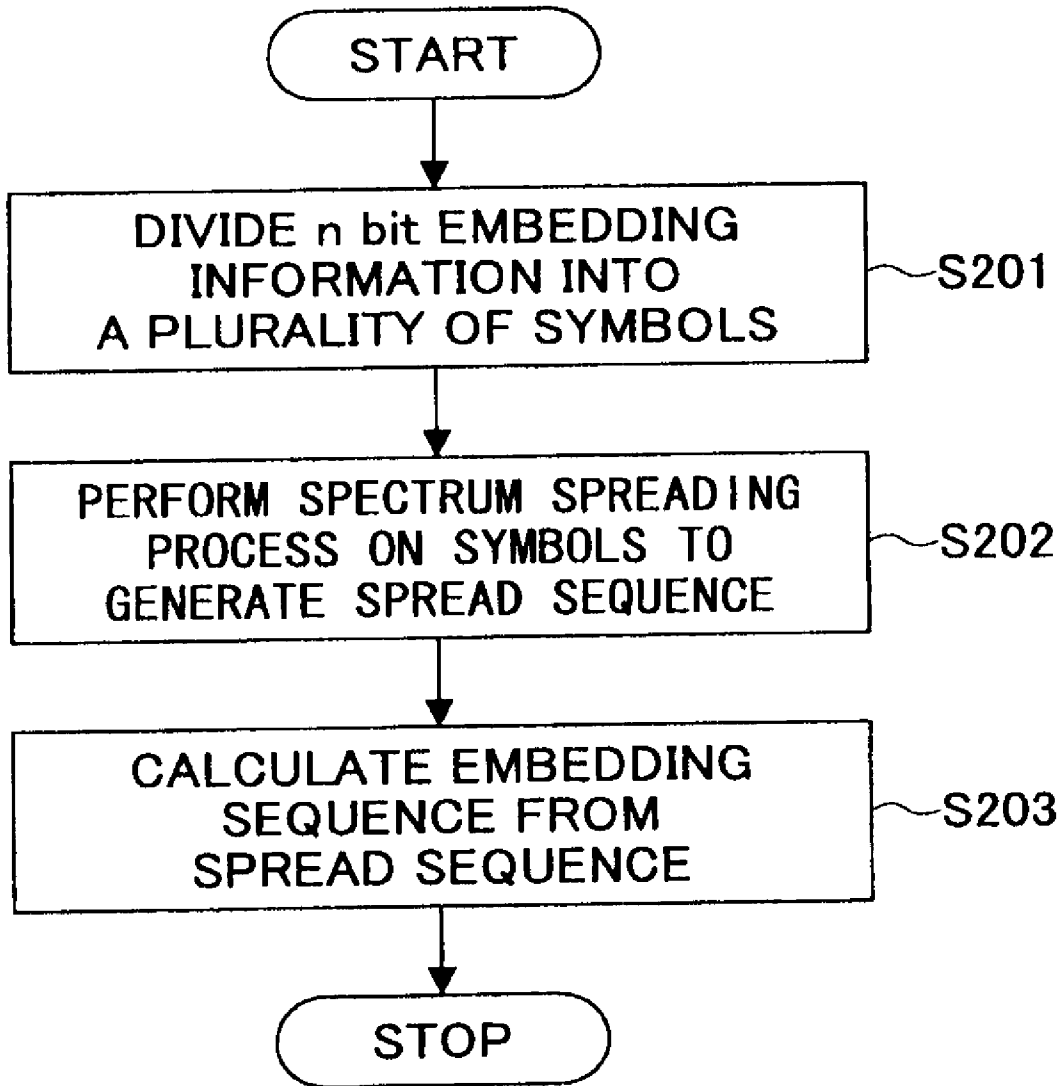 START
DIVIDE n bit EMBEDDING
INFORMATION INTO
A PLURALITY OF SYMBOLS
S201
PERFORM SPECTRUM SPREADING
PROCESS ON SYMBOLS TO
GENERATE SPREAD SEQUENCE
S202
CALCULATE EMBEDDING
SEQUENCE FROM
SPREAD SEQUENCE
S203
STOP